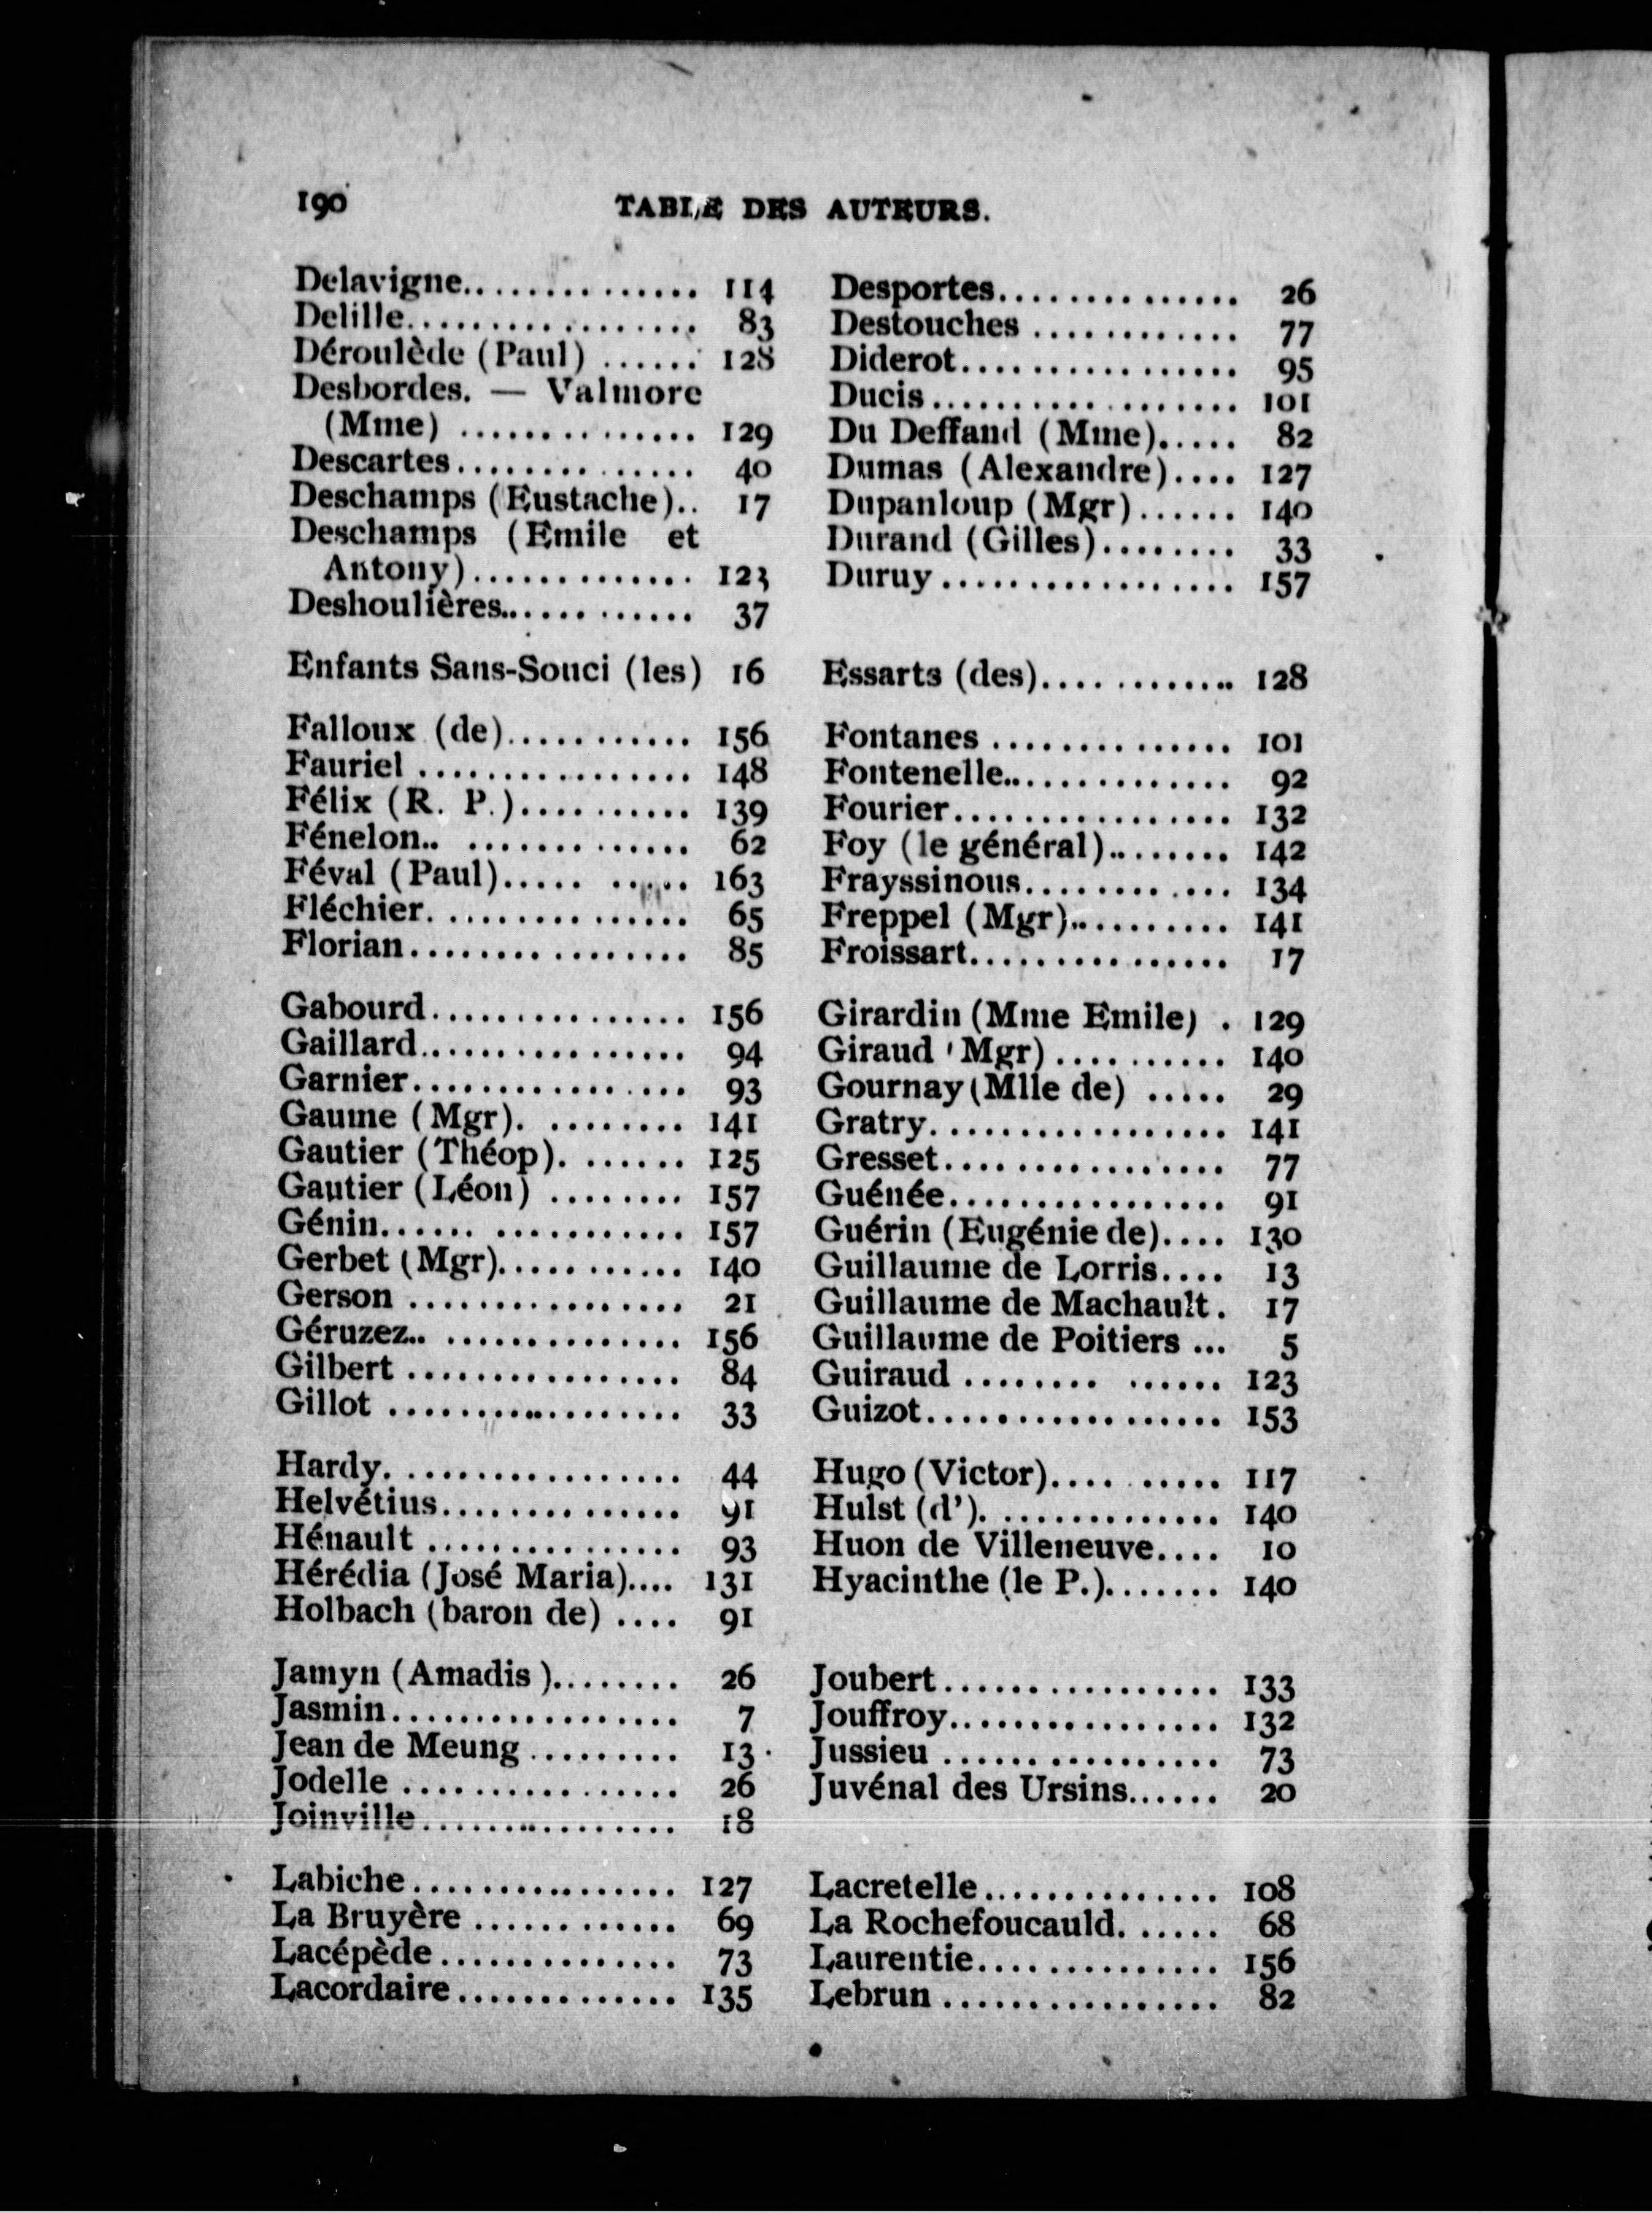 190 TABLE DES AUTEURS.
Delavigne.............. 114
Delille................. 83
Déroulède (Paul) ...... 128
Desbordes. — Valmore
(Mme) .............. 129
Descartes.............. 40
Deschamps (Eustache).. 17
Deschamps (Emile et
Antony)............. 123
Deshoulières............ 37
Enfants Sans-Souci (les) 16
Falloux (de)........... 156
Fauriel ................ 148
Félix (R. P.).......... 139
Fénelon.. ............. 62
Féval (Paul)..... ..... 163
Fléchier. .............. 65
Florian................ 85
Gabourd............... 156
Gaillard................ 94
Garnier................ 93
Gaume (Mgr). ........ 141
Gautier (Théop). ...... 125
Gautier (Léon) ........ 157
Génin...... ........... 157
Gerbet (Mgr)........... 140
Gerson ................ 21
Géruzez.. .............. 156
Gilbert ................ 84
Gillot .................. 33
Hardy. ................ 44
Helvétius............... 91
Hénault ............... 93
Hérédia (José Maria).... 131
Holbach (baron de) .... 91
Jamyn (Amadis )........ 26
Jasmin................. 7
Jean de Meung ......... 13
Jodelle ................ 26
Joinville................ 18
Labiche................ 127
La Bruyère ............ 69
Lacépède.............. 73
Lacordaire............. 135
Desportes.............. 26
Destouches ............ 77
Diderot................ 95
Ducis.................. 101
Du Deffand (Mme)..... 82
Dumas (Alexandre).... 127
Dupanloup (Mgr)...... 140
Durand (Gilles)........ 33
Duruy................. 157
Essarts (des)............ 128
Fontanes .............. 101
Fontenelle.............. 92
Fourier................ 132
Foy (le général)........ 142
Frayssinous............ 134
Freppel (Mgr).......... 141
Froissart............... 17
Girardin (Mme Emile) . 129
Giraud (Mgr) .......... 140
Gournay (Mlle de) ..... 29
Gratry................. 141
Gresset................ 77
Guénée................ 91
Guérin (Eugénie de).... 130
Guillaume de Lorris.... 13
Guillaume de Machault. 17
Guillaume de Poitiers ... 5
Guiraud ........ ...... 123
Guizot................. 153
Hugo (Victor).... ..... 117
Hulst (d'). ............. 140
Huon de Villeneuve.... 10
Hyacinthe (le P.)....... 140
Joubert................ 133
Jouffroy................ 132
Jussieu ................ 73
Juvénal des Ursins...... 20
Lacretelle.............. 108
La Rochefoucauld. ..... 68
Laurentie.............. 156
Lebrun ................ 82